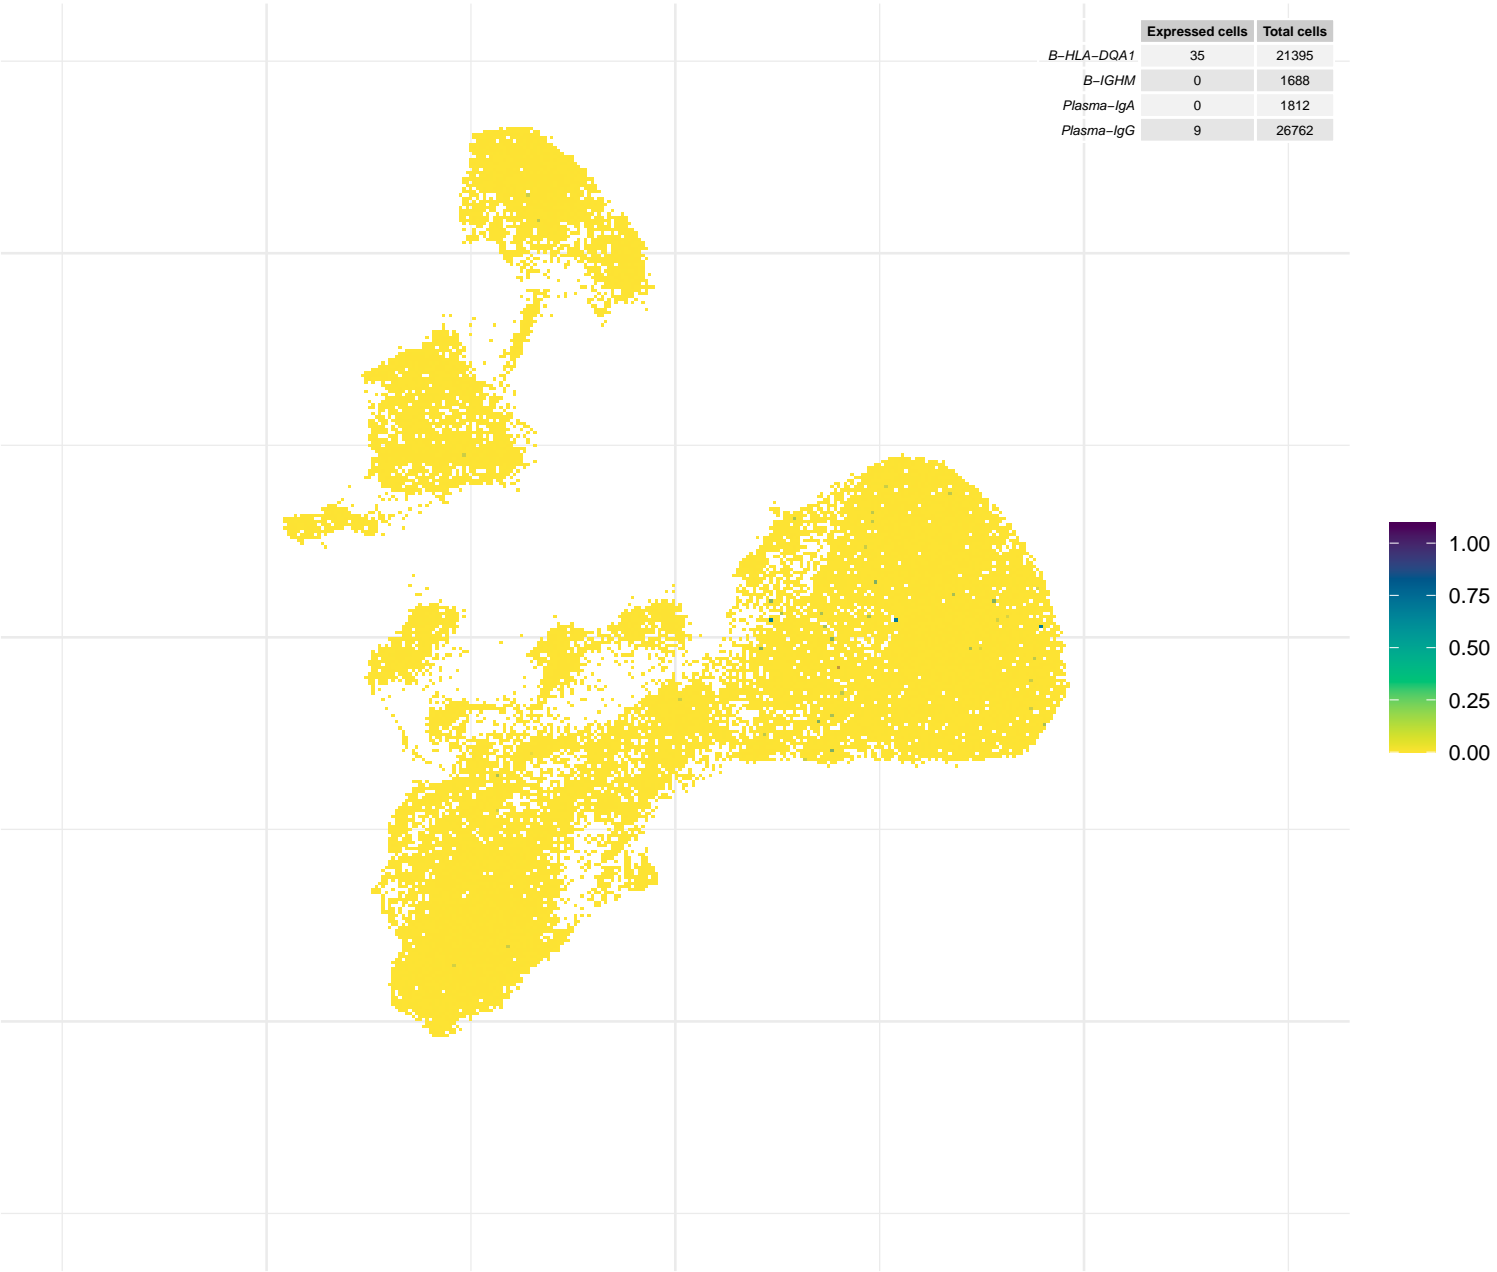 Expressed cells Total cells
B−HLA−DQA1 35 21395
B−IGHM 0 1688
Plasma−IgA 0 1812
Plasma−IgG 9 26762
1.00
0.75
0.50
0.25
0.00